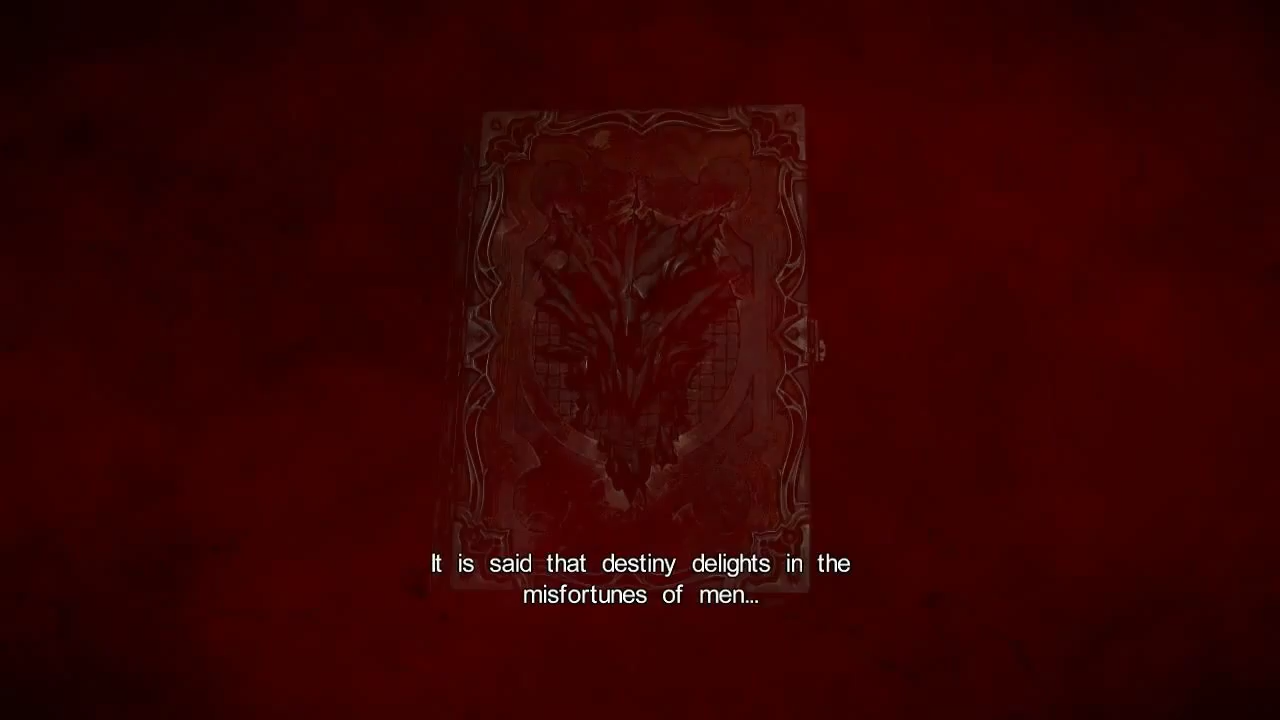 It is said that destiny delights in the
misfortunes of men...